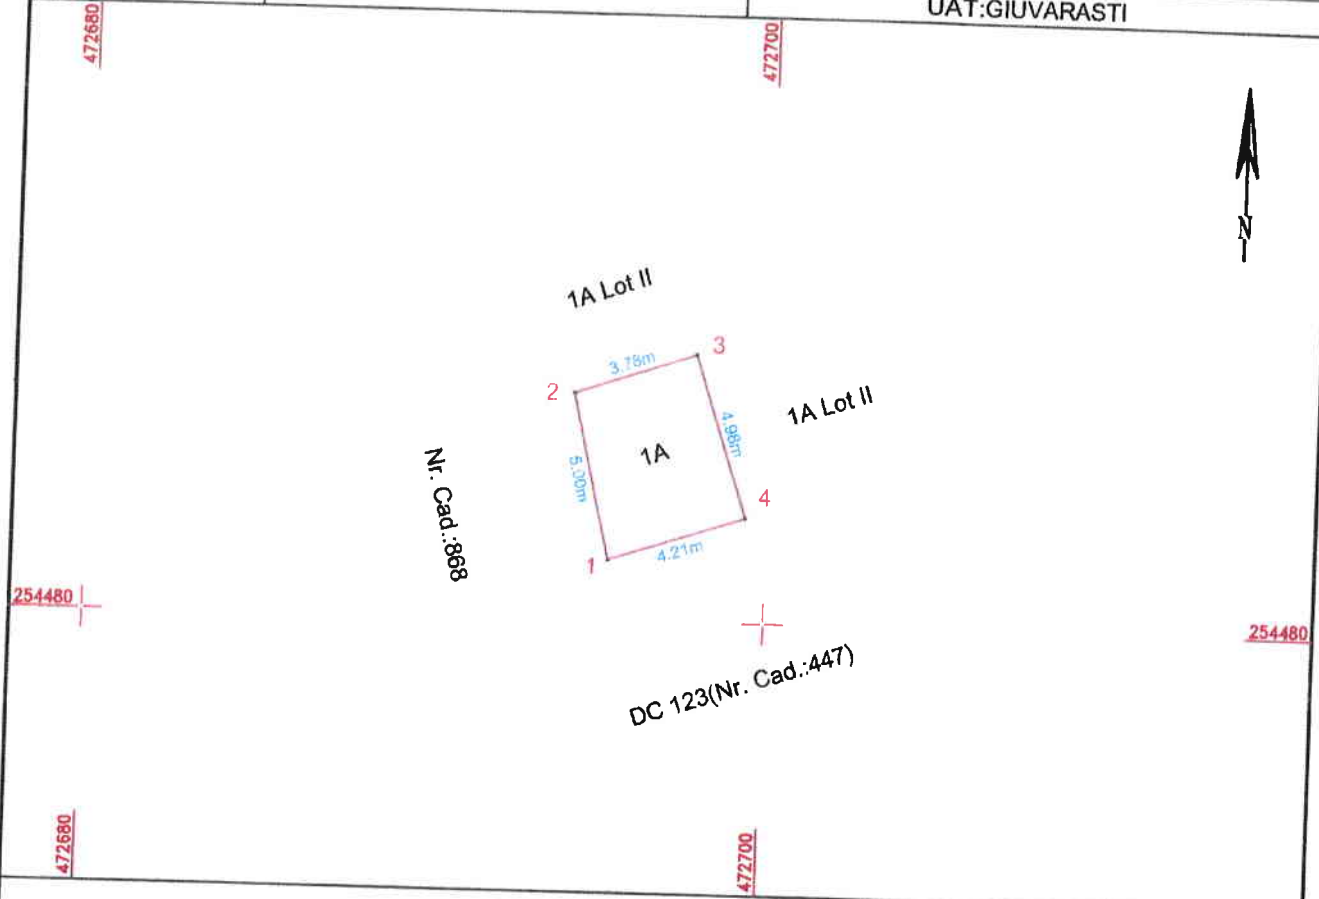 UAT:GIUVARASTI
472680
472700
N
1A Lot II
3.78m
3
2
1A Lot II
4.98m
1A
5.00m
Nr. Cad.:868
4
4.21m
1
254480
254480
DC 123(Nr. Cad.:447)
472680
472700